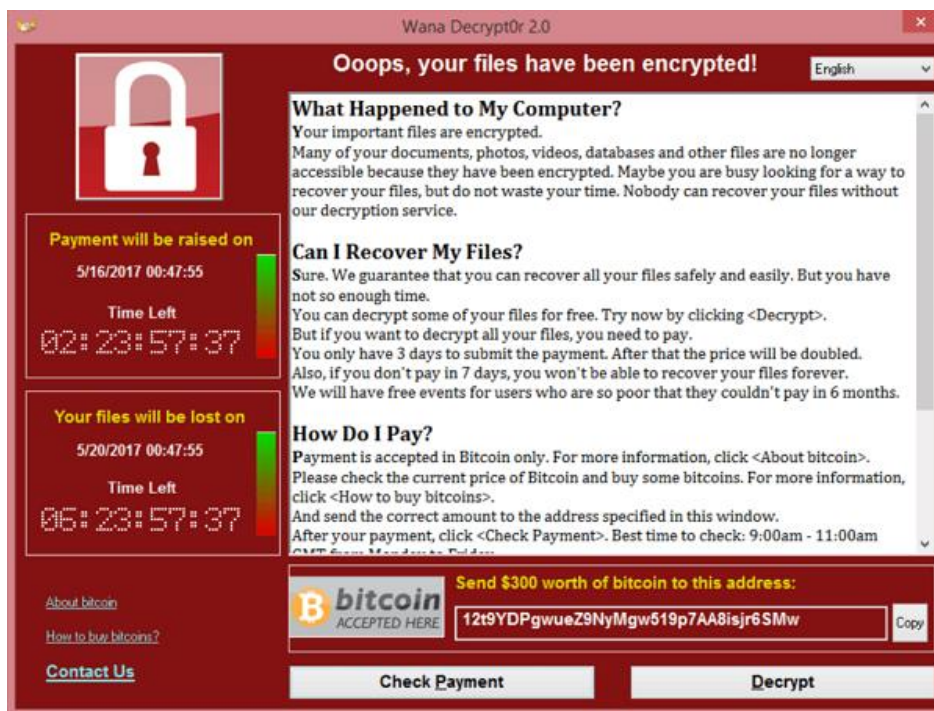 Wana Decrypt0r 2.0
Ooops, your files have been encrypted!
English
Payment will be raised on
5/16/2017 00:47:55
Time Left
02:23:57:37
Your files will be lost on
5/20/2017 00:47:55
Time Left
06:23:57:37
About bitcoin
How to buy bitcoins?
Contact Us
What Happened to My Computer?
Your important files are encrypted.
Many of your documents, photos, videos, databases and other files are no longer
accessible because they have been encrypted. Maybe you are busy looking for a way to
recover your files, but do not waste your time. Nobody can recover your files without
our decryption service.
Can I Recover My Files?
Sure. We guarantee that you can recover all your files safely and easily. But you have
not so enough time.
You can decrypt some of your files for free. Try now by clicking <Decrypt>.
But if you want to decrypt all your files, you need to pay.
You only have 3 days to submit the payment. After that the price will be doubled.
Also, if you don't pay in 7 days, you won't be able to recover your files forever.
We will have free events for users who are so poor that they couldn't pay in 6 months.
How Do I Pay?
Payment is accepted in Bitcoin only. For more information, click <About bitcoin>.
Please check the current price of Bitcoin and buy some bitcoins. For more information,
click <How to buy bitcoins>.
And send the correct amount to the address specified in this window.
After your payment, click <Check Payment>. Best time to check: 9:00am - 11:00am
GMT from Monday to Friday
bitcoin
ACCEPTED HERE
Send $300 worth of bitcoin to this address:
12t9YDPgwueZ9NyMgw519p7AA8isjr6SMw
Copy
Check Payment
Decrypt